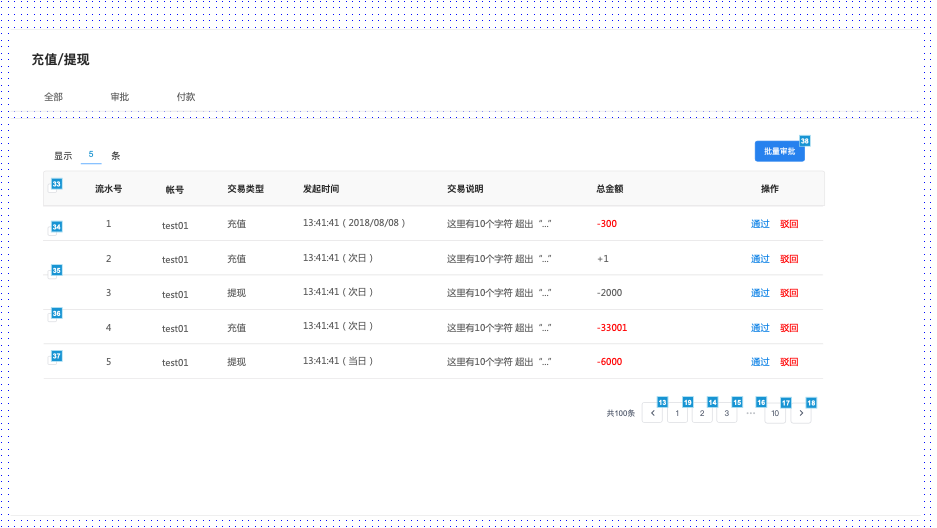 充值/提现
全部 审批 付款
显示 5 条 批量审批 38
33 流水号 帐号 交易类型 发起时间 交易说明 总金额 操作
34 1 test01 充值 13:41:41 ( 2018/08/08 ) 这里有10个字符 超出 “...” -300 通过 驳回
35 2 test01 充值 13:41:41 ( 次日 ) 这里有10个字符 超出 “...” +1 通过 驳回
3 test01 提现 13:41:41 ( 次日 ) 这里有10个字符 超出 “...” -2000 通过 驳回
36 4 test01 充值 13:41:41 ( 次日 ) 这里有10个字符 超出 “...” -33001 通过 驳回
37 5 test01 提现 13:41:41 ( 当日 ) 这里有10个字符 超出 “...” -6000 通过 驳回
13 19 14 15 16 17 18
共100条 < 1 2 3 ··· 10 >